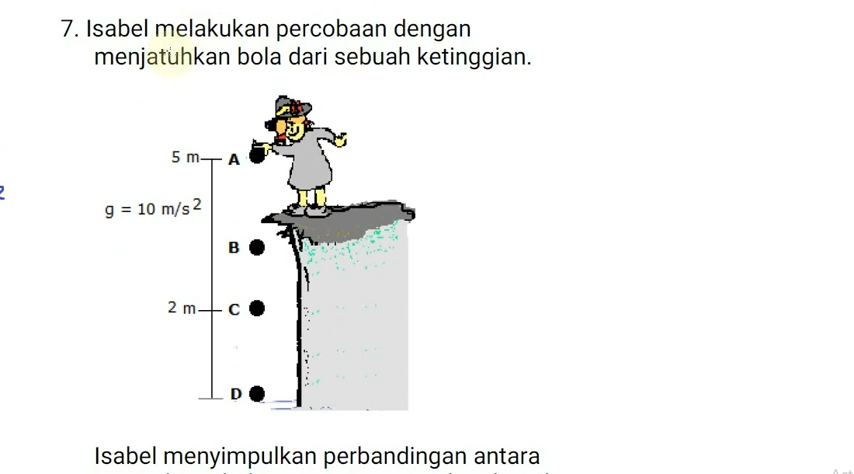 7. Isabel melakukan percobaan dengan
menjatuhkan bola dari sebuah ketinggian.
5 m
A
g = 10 m/s²
B
2 m
C
D
Isabel menyimpulkan perbandingan antara